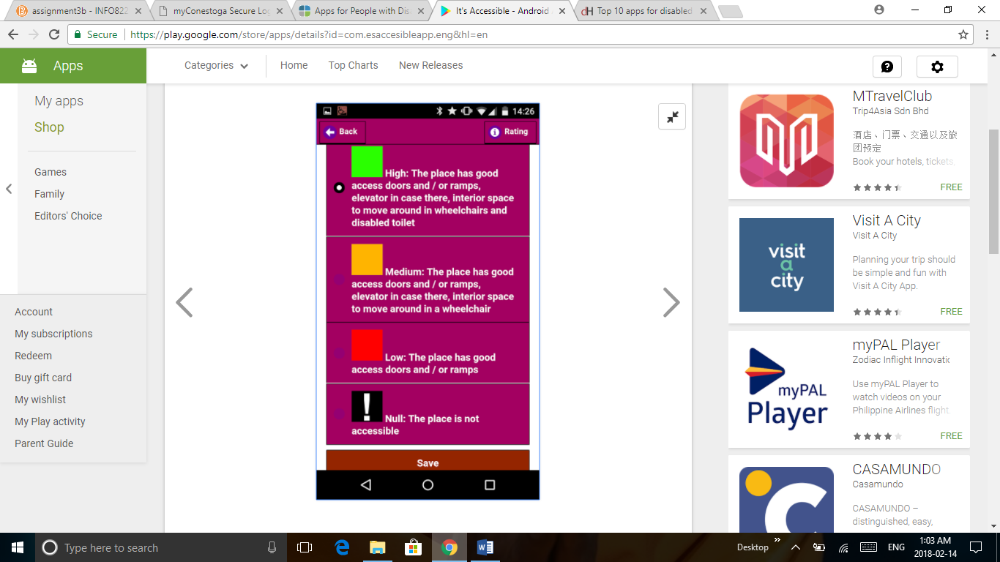 assignment3b - INFO822
myConestoga Secure Log
Apps for People with Dis
It's Accessible - Android
Top 10 apps for disabled
Secure
https://play.google.com/store/apps/details?id=com.esaccesibleapp.eng&hl=en
Apps
Categories
Home
Top Charts
New Releases
My apps
Shop
Games
Family
Editors' Choice
Account
My subscriptions
Redeem
Buy gift card
My wishlist
My Play activity
Parent Guide
14:26
Back
Rating
High: The place has good
access doors and / or ramps,
elevator in case there, interior space
to move around in wheelchairs and
disabled toilet
Medium: The place has good
access doors and / or ramps,
elevator in case there, interior space
to move around in a wheelchair
Low: The place has good
access doors and / or ramps
!
Null: The place is not
accessible
Save
MTravelClub
Trip4Asia Sdn Bhd
酒店、门票、交通以及旅
团预定
Book your hotels, tickets,
FREE
visit
a
city
Visit A City
Visit A City
Planning your trip should
be simple and fun with
Visit A City App.
FREE
myPAL
Player
myPAL Player
Zodiac Inflight Innovatic
Use myPAL Player to
watch videos on your
Philippine Airlines flight.
FREE
C
CASAMUNDO
Casamundo
CASAMUNDO –
distinguished, easy,
Type here to search
Desktop
ENG
1:03 AM
2018-02-14